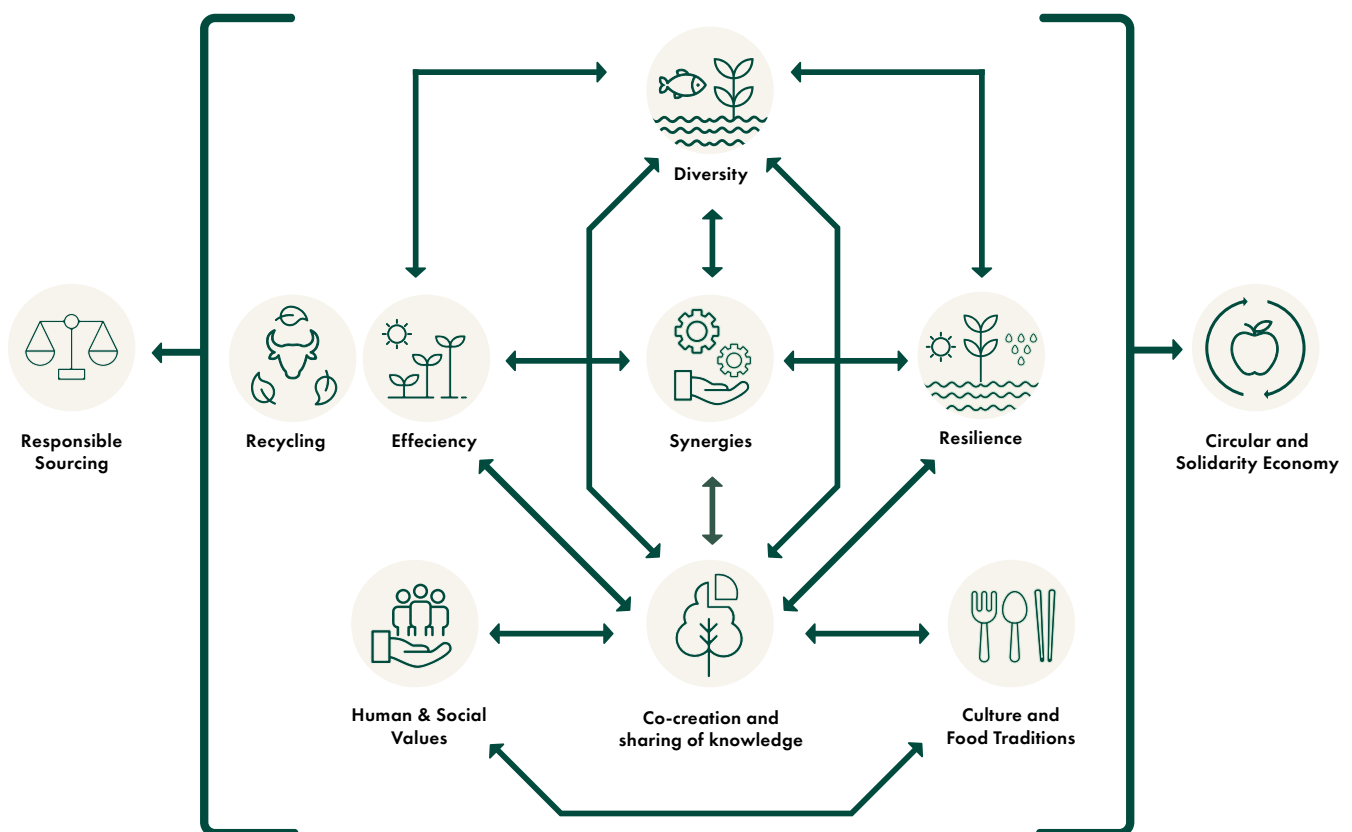 Diversity
Responsible
Sourcing
Recycling
Effeciency
Synergies
Resilience
Circular and
Solidarity Economy
Human & Social
Values
Co-creation and
sharing of knowledge
Culture and
Food Traditions